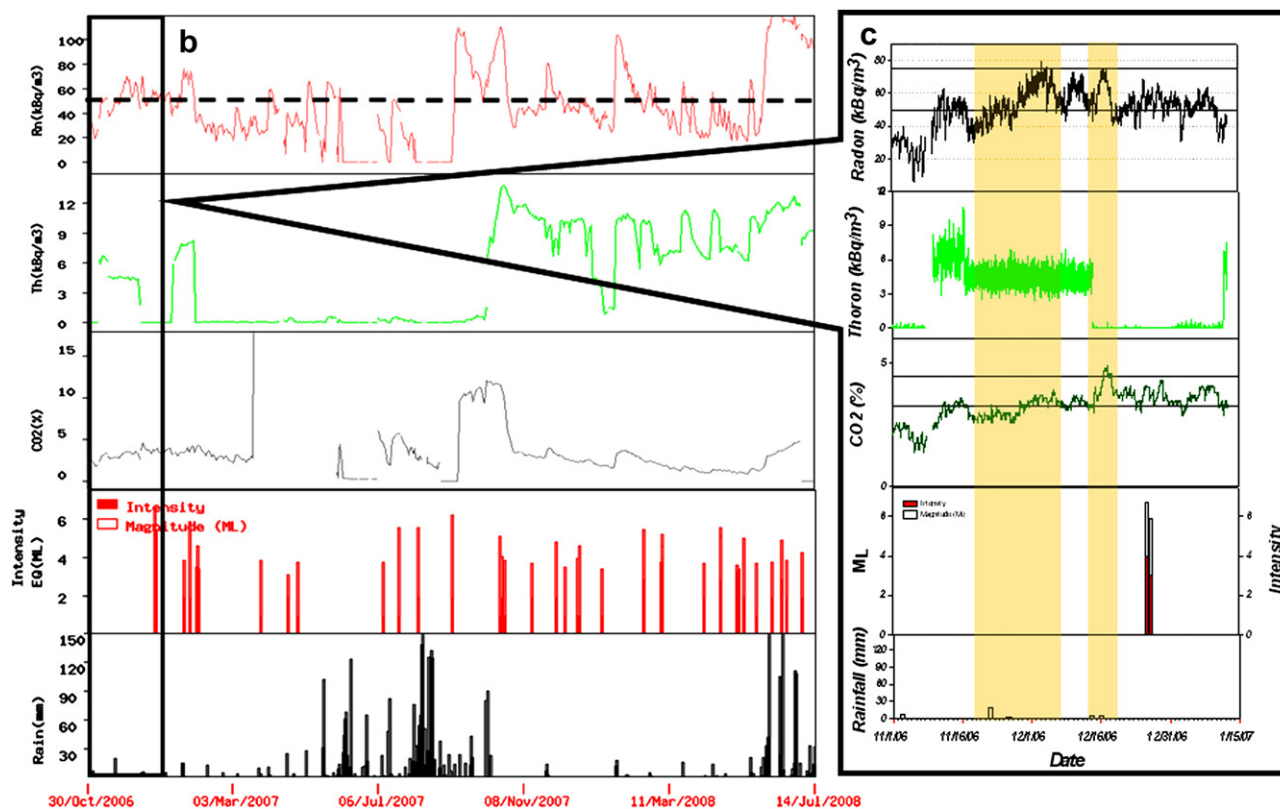 b
Rn(kBq/m3)
100
80
60
40
20
0
Th(kBq/m3)
12
9
6
3
0
CO2(%)
15
10
5
0
Intensity
EQ(ML)
6
4
2
Intensity
Magnitude (ML)
Rain(mm)
150
120
90
60
30
30/Oct/2006 03/Mar/2007 06/Jul/2007 08/Nov/2007 11/Mar/2008 14/Jul/2008
c
Radon (kBq/m³)
80
60
40
20
12
Thoron (kBq/m³)
9
6
3
0
CO2 (%)
5
0
ML
6
4
2
0
Intensity
Magnitude (ML)
Intensity
6
4
2
0
Rainfall (mm)
120
90
60
30
0
11/1/06 11/16/06 12/1/06 12/16/06 12/31/06 1/15/07
Date